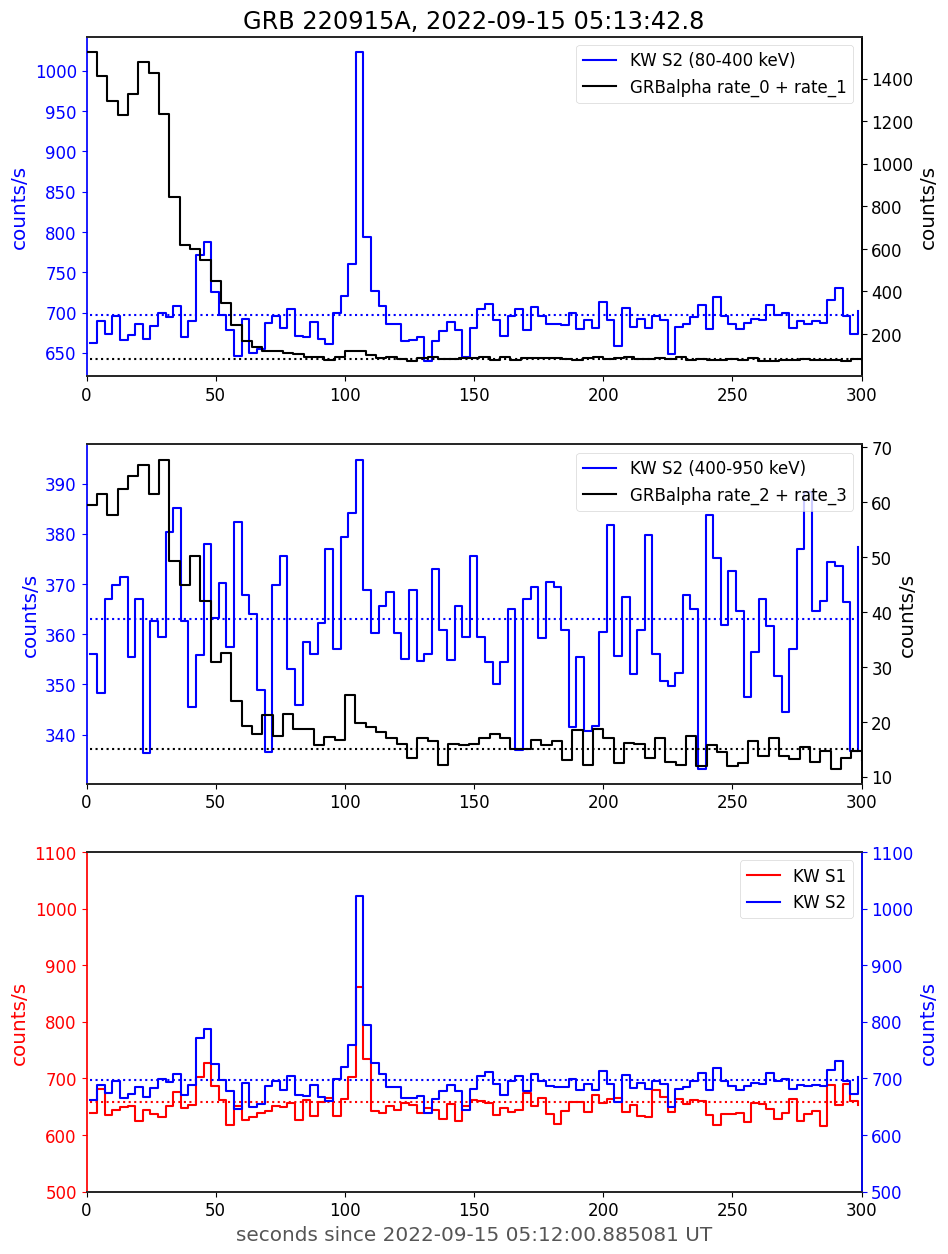 GRB 220915A, 2022-09-15 05:13:42.8
KW S2 (80-400 keV)
GRBalpha rate_0 + rate_1
1000
950
900
850
800
750
700
650
counts/s
1400
1200
1000
800
600
400
200
counts/s
0 50 100 150 200 250 300
KW S2 (400-950 keV)
GRBalpha rate_2 + rate_3
390
380
370
360
350
340
counts/s
70
60
50
40
30
20
10
counts/s
0 50 100 150 200 250 300
KW S1
KW S2
1100
1000
900
800
700
600
500
counts/s
1100
1000
900
800
700
600
500
counts/s
0 50 100 150 200 250 300
seconds since 2022-09-15 05:12:00.885081 UT